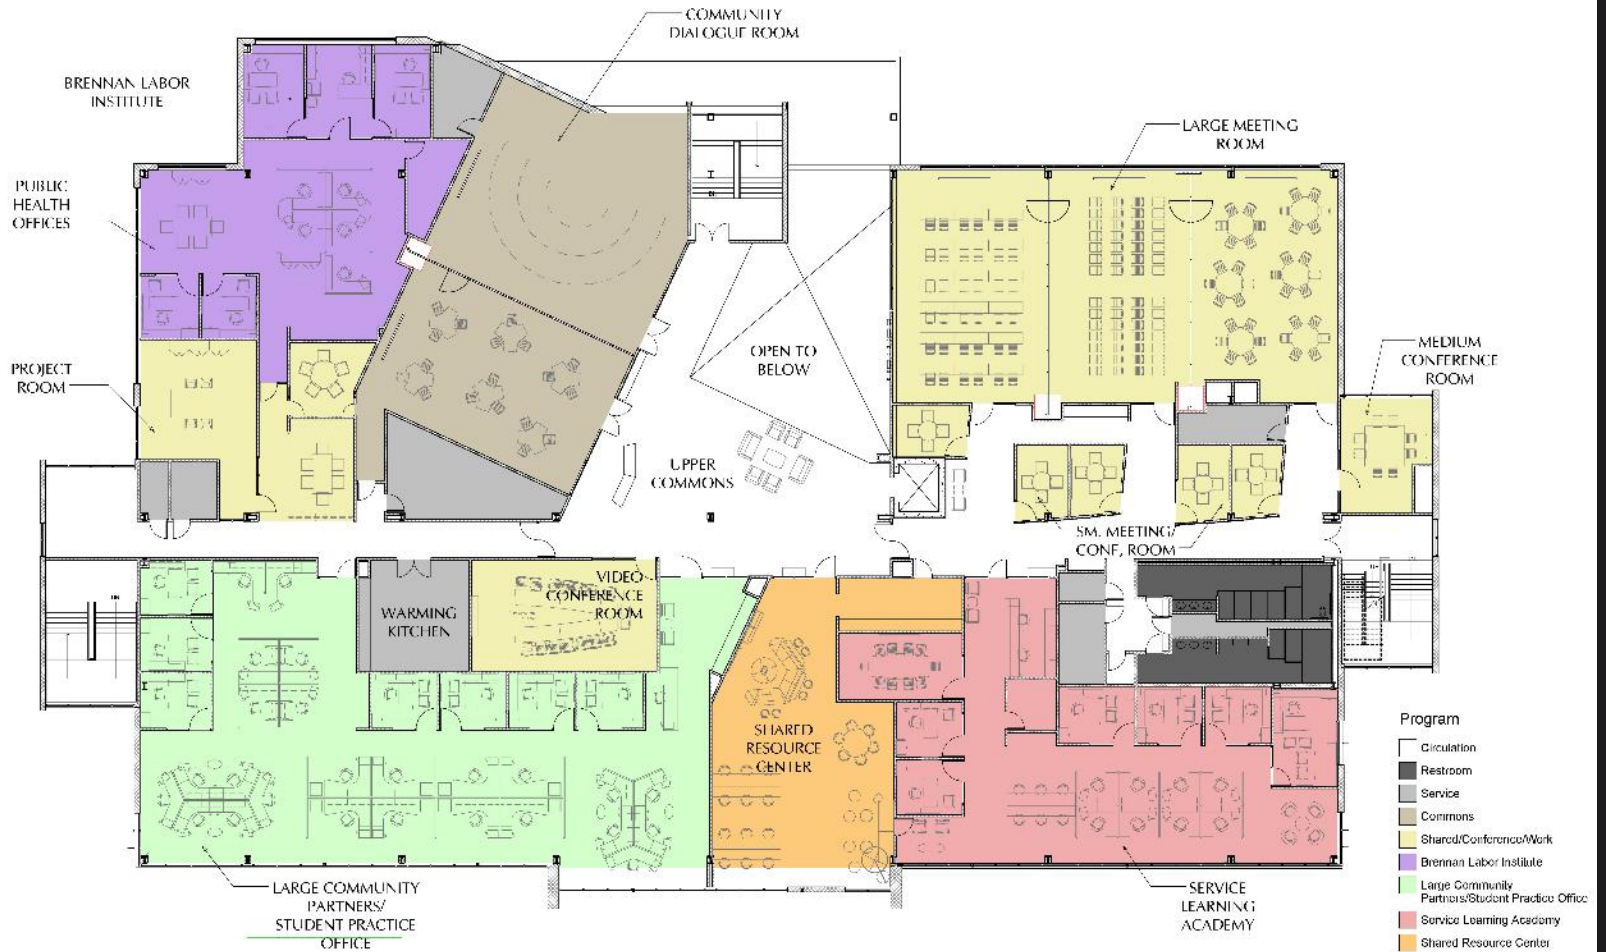 COMMUNITY
DIALOGUE ROOM
BRENNAN LABOR
INSTITUTE
LARGE MEETING
ROOM
PUBLIC
HEALTH
OFFICES
PROJECT
ROOM
OPEN TO
BELOW
MEDIUM
CONFERENCE
ROOM
UPPER
COMMONS
SM. MEETING/
CONF, ROOM
VIDEO
CONFERENCE
ROOM
WARMING
KITCHEN
SHARED
RESOURCE
CENTER
LARGE COMMUNITY
PARTNERS/
STUDENT PRACTICE
OFFICE
SERVICE
LEARNING
ACADEMY
Program
Circulation
Restroom
Service
Commons
Shared/Conference/Work
Brennan Labor Institute
Large Community
Partners/Student Practice Office
Service Learning Academy
Shared Resource Center